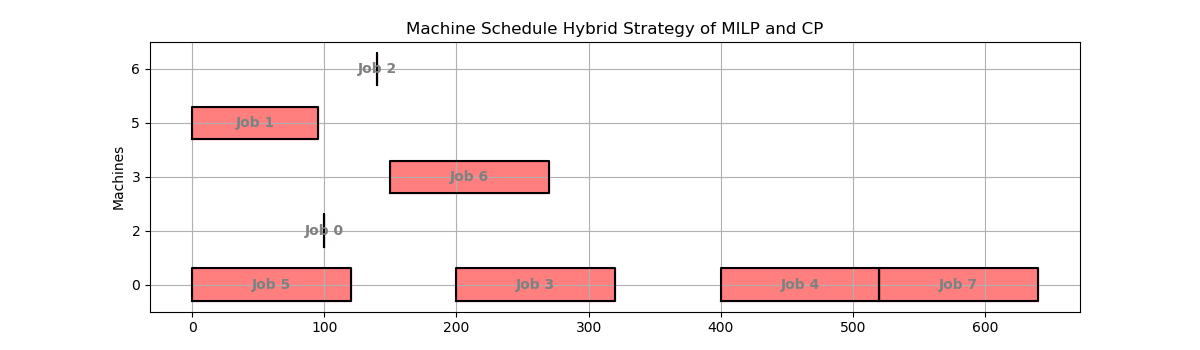 Machine Schedule Hybrid Strategy of MILP and CP
Machines
6
Job 2
5
Job 1
3
Job 6
2
Job 0
0
Job 5
Job 3
Job 4
Job 7
0
100
200
300
400
500
600